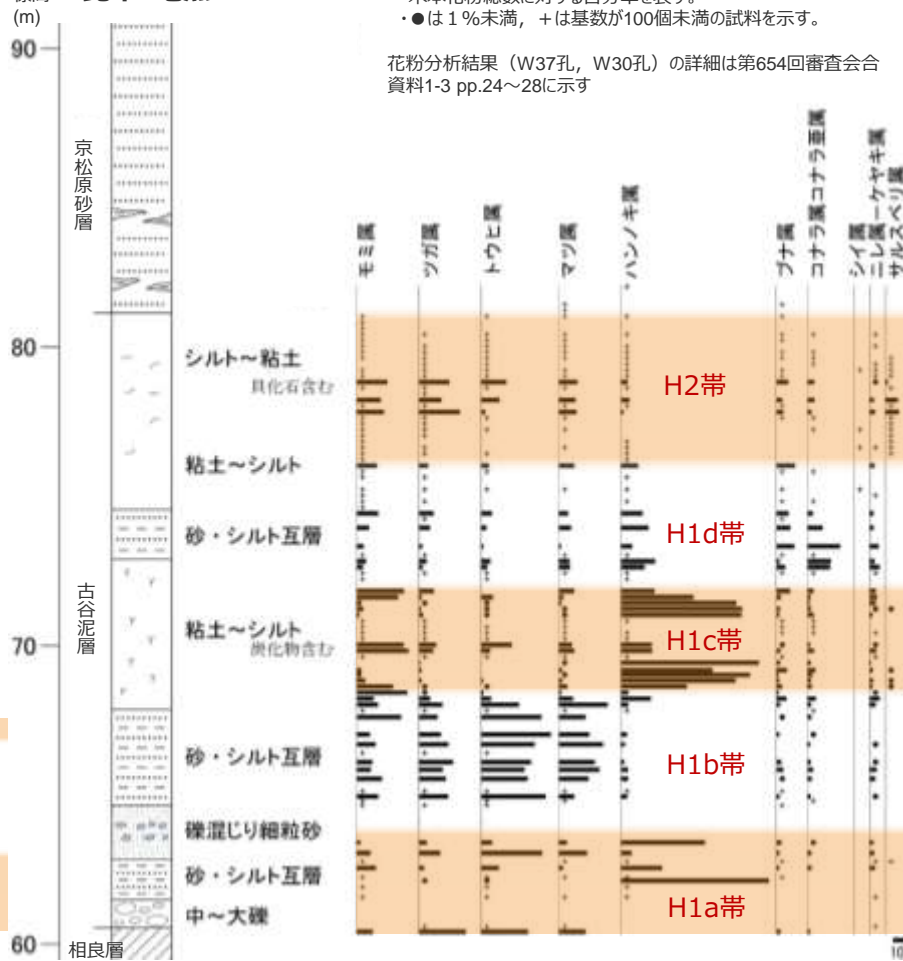 (m)
・●は１％未満，＋は基数が100個未満の試料を示す。
花粉分析結果（W37孔，W30孔）の詳細は第654回審査会合
資料1-3 pp.24～28に示す
90
80
70
60
京松原砂層
古谷泥層
相良層
シルト～粘土
貝化石含む
粘土～シルト
砂・シルト互層
粘土～シルト
炭化物含む
砂・シルト互層
礫混じり細粒砂
砂・シルト互層
中～大礫
モミ属
ツガ属
トウヒ属
マツ属
ハンノキ属
ブナ属
コナラ属コナラ亜属
シイ属
ニレ属－ケヤキ属
サルスベリ属
H2帯
H1d帯
H1c帯
H1b帯
H1a帯